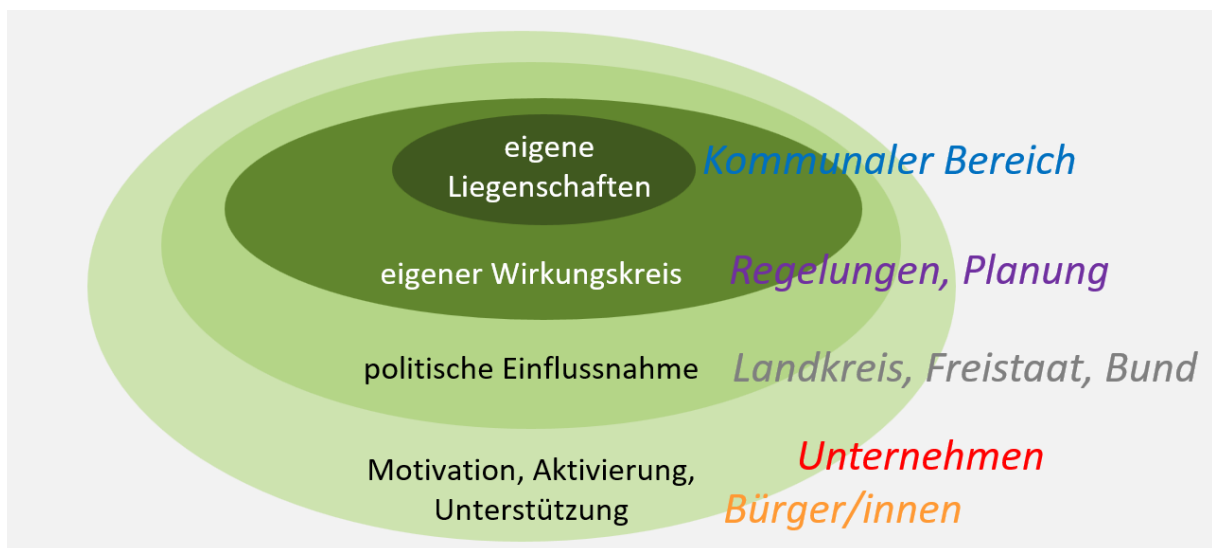 eigene
Liegenschaften
Kommunaler Bereich
eigener Wirkungskreis
Regelungen, Planung
politische Einflussnahme
Landkreis, Freistaat, Bund
Motivation, Aktivierung,
Unterstützung
Unternehmen
Bürger/innen